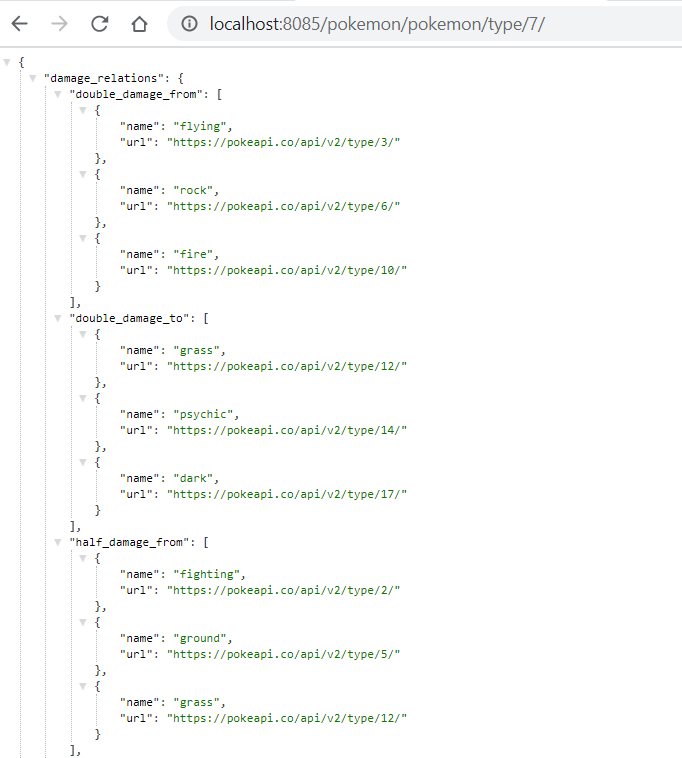 localhost:8085/pokemon/pokemon/type/7/
{
"damage_relations": {
"double_damage_from": [
{
"name": "flying",
"url": "https://pokeapi.co/api/v2/type/3/"
},
{
"name": "rock",
"url": "https://pokeapi.co/api/v2/type/6/"
},
{
"name": "fire",
"url": "https://pokeapi.co/api/v2/type/10/"
}
],
"double_damage_to": [
{
"name": "grass",
"url": "https://pokeapi.co/api/v2/type/12/"
},
{
"name": "psychic",
"url": "https://pokeapi.co/api/v2/type/14/"
},
{
"name": "dark",
"url": "https://pokeapi.co/api/v2/type/17/"
}
],
"half_damage_from": [
{
"name": "fighting",
"url": "https://pokeapi.co/api/v2/type/2/"
},
{
"name": "ground",
"url": "https://pokeapi.co/api/v2/type/5/"
},
{
"name": "grass",
"url": "https://pokeapi.co/api/v2/type/12/"
}
],